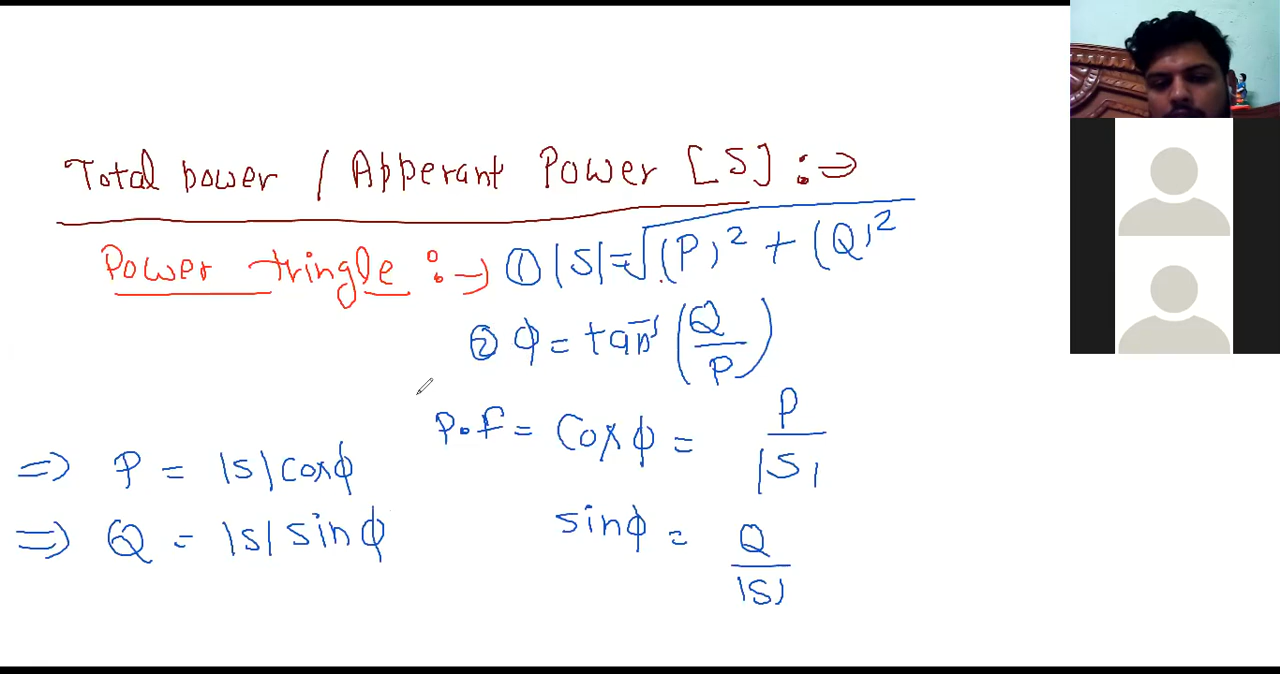 Total power / Apperant Power [S] :⇒
Power tringle :→ ① |S| = √(P)² + (Q)²
② φ = tan⁻¹ (Q/P)
P.f = Cosφ = P/|S|
⇒ P = |S| cosφ
sinφ = Q/|S|
⇒ Q = |S| sinφ